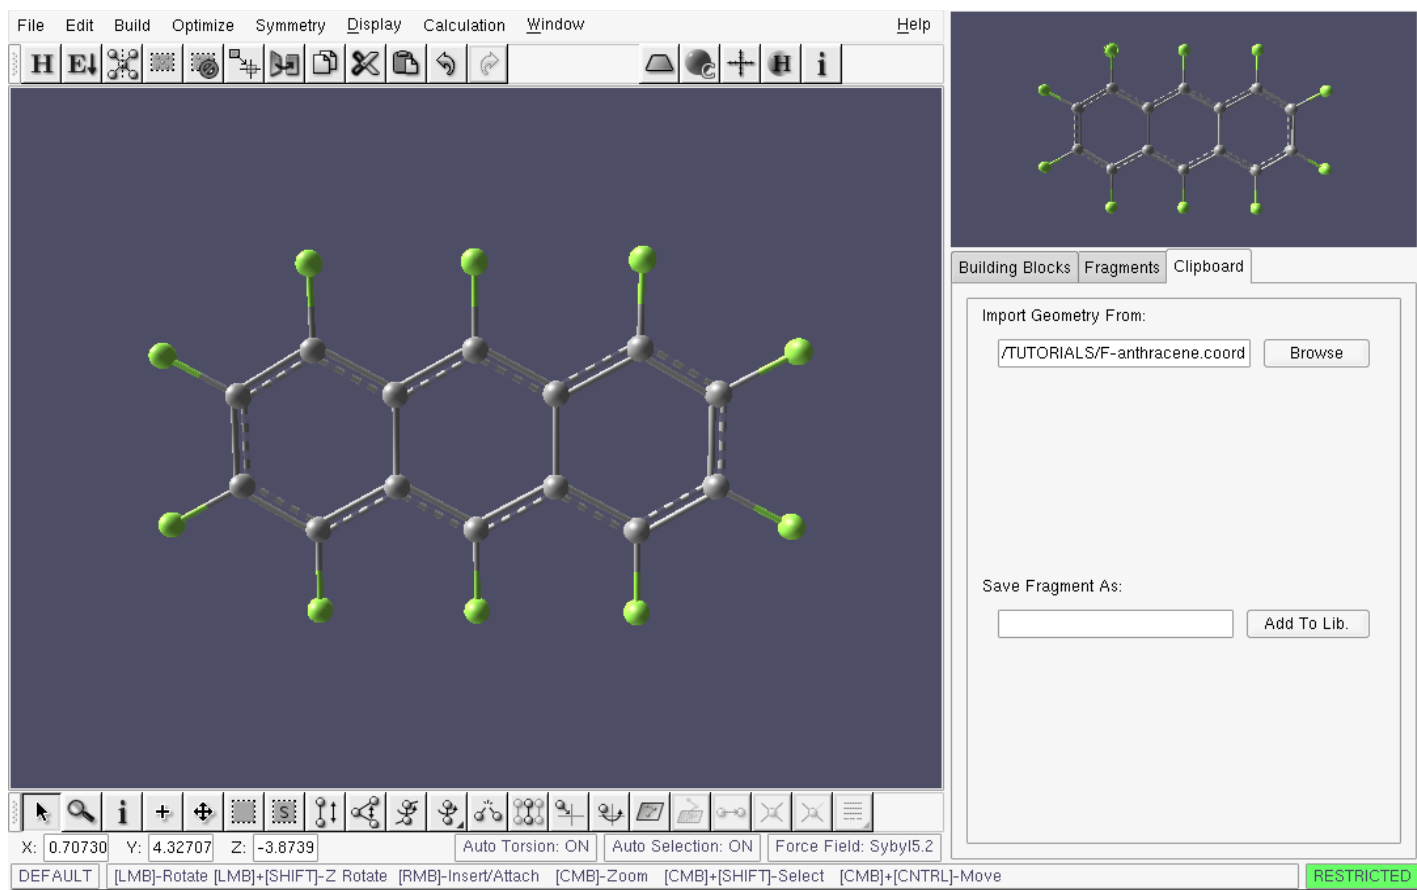 File Edit Build Optimize Symmetry Display Calculation Window Help
H E C H i
Building Blocks Fragments Clipboard
Import Geometry From:
/TUTORIALS/F-anthracene.coord Browse
Save Fragment As:
Add To Lib.
i S
X: 0.70730 Y: 4.32707 Z: -3.8739 Auto Torsion: ON Auto Selection: ON Force Field: Sybyl5.2
DEFAULT [LMB]-Rotate [LMB]+[SHIFT]-Z Rotate [RMB]-Insert/Attach [CMB]-Zoom [CMB]+[SHIFT]-Select [CMB]+[CNTRL]-Move RESTRICTED